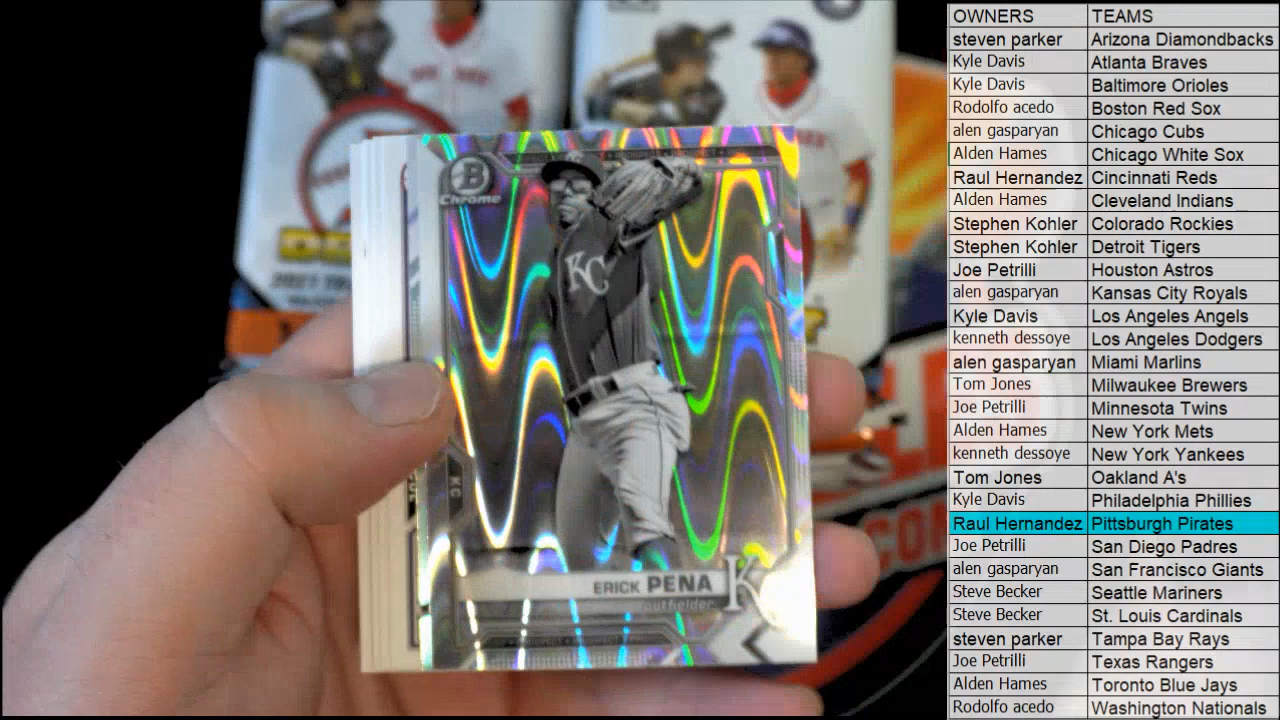 B
Chrome
KC
KC
ERICK PENA
outfielder
K
CON
OWNERS TEAMS
steven parker Arizona Diamondbacks
Kyle Davis Atlanta Braves
Kyle Davis Baltimore Orioles
Rodolfo acedo Boston Red Sox
alen gasparyan Chicago Cubs
Alden Hames Chicago White Sox
Raul Hernandez Cincinnati Reds
Alden Hames Cleveland Indians
Stephen Kohler Colorado Rockies
Stephen Kohler Detroit Tigers
Joe Petrilli Houston Astros
alen gasparyan Kansas City Royals
Kyle Davis Los Angeles Angels
kenneth dessoye Los Angeles Dodgers
alen gasparyan Miami Marlins
Tom Jones Milwaukee Brewers
Joe Petrilli Minnesota Twins
Alden Hames New York Mets
kenneth dessoye New York Yankees
Tom Jones Oakland A's
Kyle Davis Philadelphia Phillies
Raul Hernandez Pittsburgh Pirates
Joe Petrilli San Diego Padres
alen gasparyan San Francisco Giants
Steve Becker Seattle Mariners
Steve Becker St. Louis Cardinals
steven parker Tampa Bay Rays
Joe Petrilli Texas Rangers
Alden Hames Toronto Blue Jays
Rodolfo acedo Washington Nationals